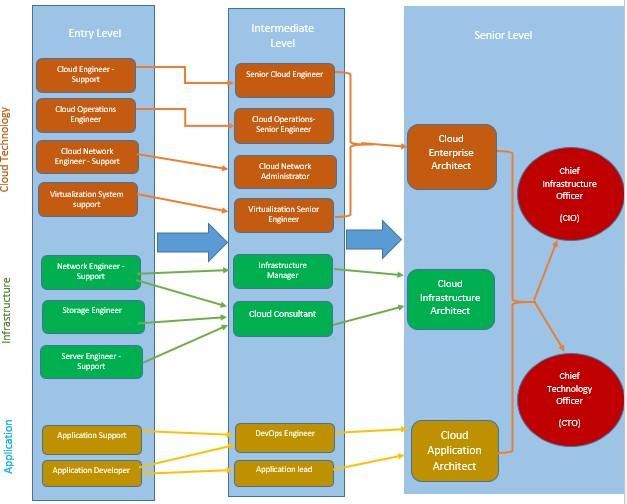 Entry Level
Intermediate
Level
Senior Level
Cloud Technology
Cloud Engineer -
Support
Cloud Operations
Engineer
Cloud Network
Engineer - Support
Virtualization System
support
Senior Cloud Engineer
Cloud Operations-
Senior Engineer
Cloud Network
Administrator
Virtualization Senior
Engineer
Cloud
Enterprise
Architect
Chief
Infrastructure
Officer
(CIO)
Infrastructure
Network Engineer -
Support
Storage Engineer
Server Engineer -
Support
Infrastructure
Manager
Cloud Consultant
Cloud
Infrastructure
Architect
Chief
Technology
Officer
(CTO)
Application
Application Support
Application Developer
DevOps Engineer
Application lead
Cloud
Application
Architect